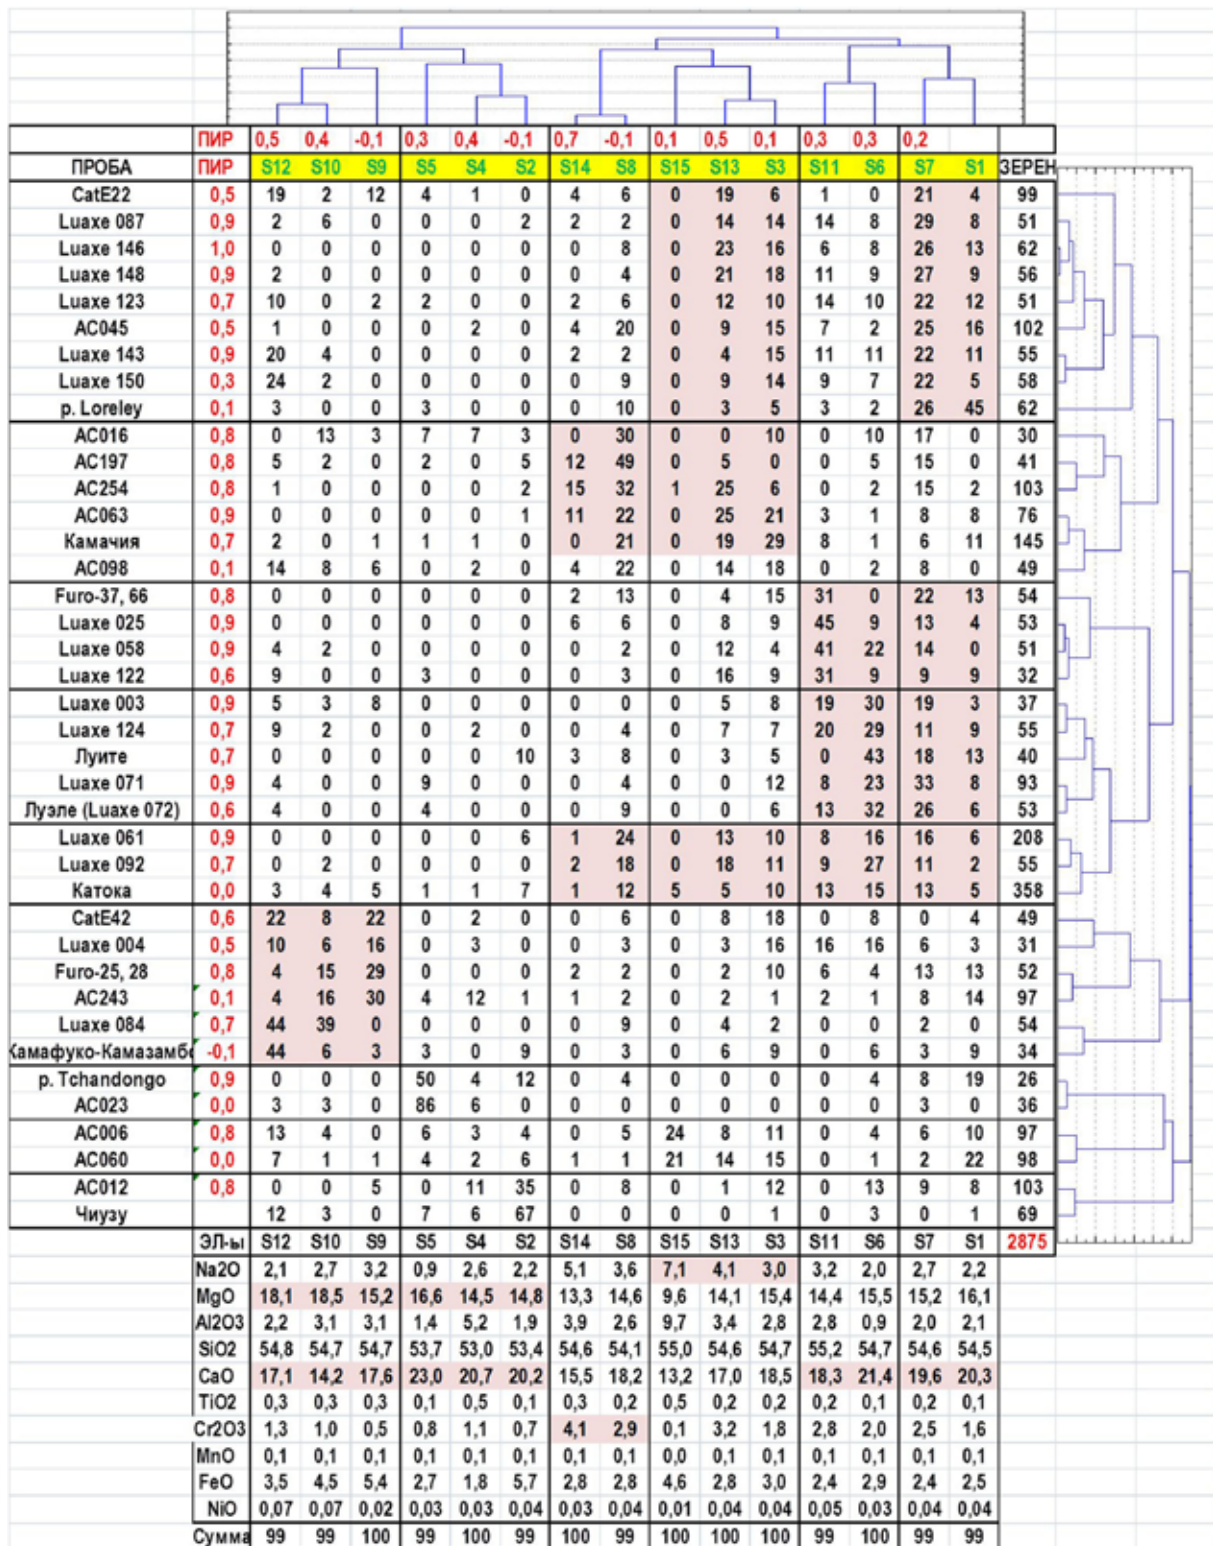 ПИР 0,5 0,4 -0,1 0,3 0,4 -0,1 0,7 -0,1 0,1 0,5 0,1 0,3 0,3 0,2
ПРОБА ПИР S12 S10 S9 S5 S4 S2 S14 S8 S15 S13 S3 S11 S6 S7 S1 ЗЕРЕН
CatE22 0,5 19 2 12 4 1 0 4 6 0 19 6 1 0 21 4 99
Luaxe 087 0,9 2 6 0 0 0 2 2 2 0 14 14 14 8 29 8 51
Luaxe 146 1,0 0 0 0 0 0 0 0 8 0 23 16 6 8 26 13 62
Luaxe 148 0,9 2 0 0 0 0 0 0 4 0 21 18 11 9 27 9 56
Luaxe 123 0,7 10 0 2 2 0 0 2 6 0 12 10 14 10 22 12 51
AC045 0,5 1 0 0 0 2 0 4 20 0 9 15 7 2 25 16 102
Luaxe 143 0,9 20 4 0 0 0 0 2 2 0 4 15 11 11 22 11 55
Luaxe 150 0,3 24 2 0 0 0 0 0 9 0 9 14 9 7 22 5 58
p. Loreley 0,1 3 0 0 3 0 0 0 10 0 3 5 3 2 26 45 62
AC016 0,8 0 13 3 7 7 3 0 30 0 0 10 0 10 17 0 30
AC197 0,8 5 2 0 2 0 5 12 49 0 5 0 0 5 15 0 41
AC254 0,8 1 0 0 0 0 2 15 32 1 25 6 0 2 15 2 103
AC063 0,9 0 0 0 0 0 1 11 22 0 25 21 3 1 8 8 76
Камачия 0,7 2 0 1 1 1 0 0 21 0 19 29 8 1 6 11 145
AC098 0,1 14 8 6 0 2 0 4 22 0 14 18 0 2 8 0 49
Furo-37, 66 0,8 0 0 0 0 0 0 2 13 0 4 15 31 0 22 13 54
Luaxe 025 0,9 0 0 0 0 0 0 6 6 0 8 9 45 9 13 4 53
Luaxe 058 0,9 4 2 0 0 0 0 0 2 0 12 4 41 22 14 0 51
Luaxe 122 0,6 9 0 0 3 0 0 0 3 0 16 9 31 9 9 9 32
Luaxe 003 0,9 5 3 8 0 0 0 0 0 0 5 8 19 30 19 3 37
Luaxe 124 0,7 9 2 0 0 2 0 0 4 0 7 7 20 29 11 9 55
Луите 0,7 0 0 0 0 0 10 3 8 0 3 5 0 43 18 13 40
Luaxe 071 0,9 4 0 0 9 0 0 0 4 0 0 12 8 23 33 8 93
Луэле (Luaxe 072) 0,6 4 0 0 4 0 0 0 9 0 0 6 13 32 26 6 53
Luaxe 061 0,9 0 0 0 0 0 6 1 24 0 13 10 8 16 16 6 208
Luaxe 092 0,7 0 2 0 0 0 0 2 18 0 18 11 9 27 11 2 55
Катока 0,0 3 4 5 1 1 7 1 12 5 5 10 13 15 13 5 358
CatE42 0,6 22 8 22 0 2 0 0 6 0 8 18 0 8 0 4 49
Luaxe 004 0,5 10 6 16 0 3 0 0 3 0 3 16 16 16 6 3 31
Furo-25, 28 0,8 4 15 29 0 0 0 2 2 0 2 10 6 4 13 13 52
AC243 0,1 4 16 30 4 12 1 1 2 0 2 1 2 1 8 14 97
Luaxe 084 0,7 44 39 0 0 0 0 0 9 0 4 2 0 0 2 0 54
Камафуко-Камазамбо -0,1 44 6 3 3 0 9 0 3 0 6 9 0 6 3 9 34
p. Tchandongo 0,9 0 0 0 50 4 12 0 4 0 0 0 0 4 8 19 26
AC023 0,0 3 3 0 86 6 0 0 0 0 0 0 0 0 3 0 36
AC006 0,8 13 4 0 6 3 4 0 5 24 8 11 0 4 6 10 97
AC060 0,0 7 1 1 4 2 6 1 1 21 14 15 0 1 2 22 98
AC012 0,8 0 0 5 0 11 35 0 8 0 1 12 0 13 9 8 103
Чиузу 12 3 0 7 6 67 0 0 0 0 1 0 3 0 1 69
ЭЛ-ы S12 S10 S9 S5 S4 S2 S14 S8 S15 S13 S3 S11 S6 S7 S1 2875
Na2O 2,1 2,7 3,2 0,9 2,6 2,2 5,1 3,6 7,1 4,1 3,0 3,2 2,0 2,7 2,2
MgO 18,1 18,5 15,2 16,6 14,5 14,8 13,3 14,6 9,6 14,1 15,4 14,4 15,5 15,2 16,1
Al2O3 2,2 3,1 3,1 1,4 5,2 1,9 3,9 2,6 9,7 3,4 2,8 2,8 0,9 2,0 2,1
SiO2 54,8 54,7 54,7 53,7 53,0 53,4 54,6 54,1 55,0 54,6 54,7 55,2 54,7 54,6 54,5
CaO 17,1 14,2 17,6 23,0 20,7 20,2 15,5 18,2 13,2 17,0 18,5 18,3 21,4 19,6 20,3
TiO2 0,3 0,3 0,3 0,1 0,5 0,1 0,3 0,2 0,5 0,2 0,2 0,2 0,1 0,2 0,1
Cr2O3 1,3 1,0 0,5 0,8 1,1 0,7 4,1 2,9 0,1 3,2 1,8 2,8 2,0 2,5 1,6
MnO 0,1 0,1 0,1 0,1 0,1 0,1 0,1 0,1 0,0 0,1 0,1 0,1 0,1 0,1 0,1
FeO 3,5 4,5 5,4 2,7 1,8 5,7 2,8 2,8 4,6 2,8 3,0 2,4 2,9 2,4 2,5
NiO 0,07 0,07 0,02 0,03 0,03 0,04 0,03 0,04 0,01 0,04 0,04 0,05 0,03 0,04 0,04
Сумма 99 99 100 99 100 100 100 99 100 100 100 99 100 99 99